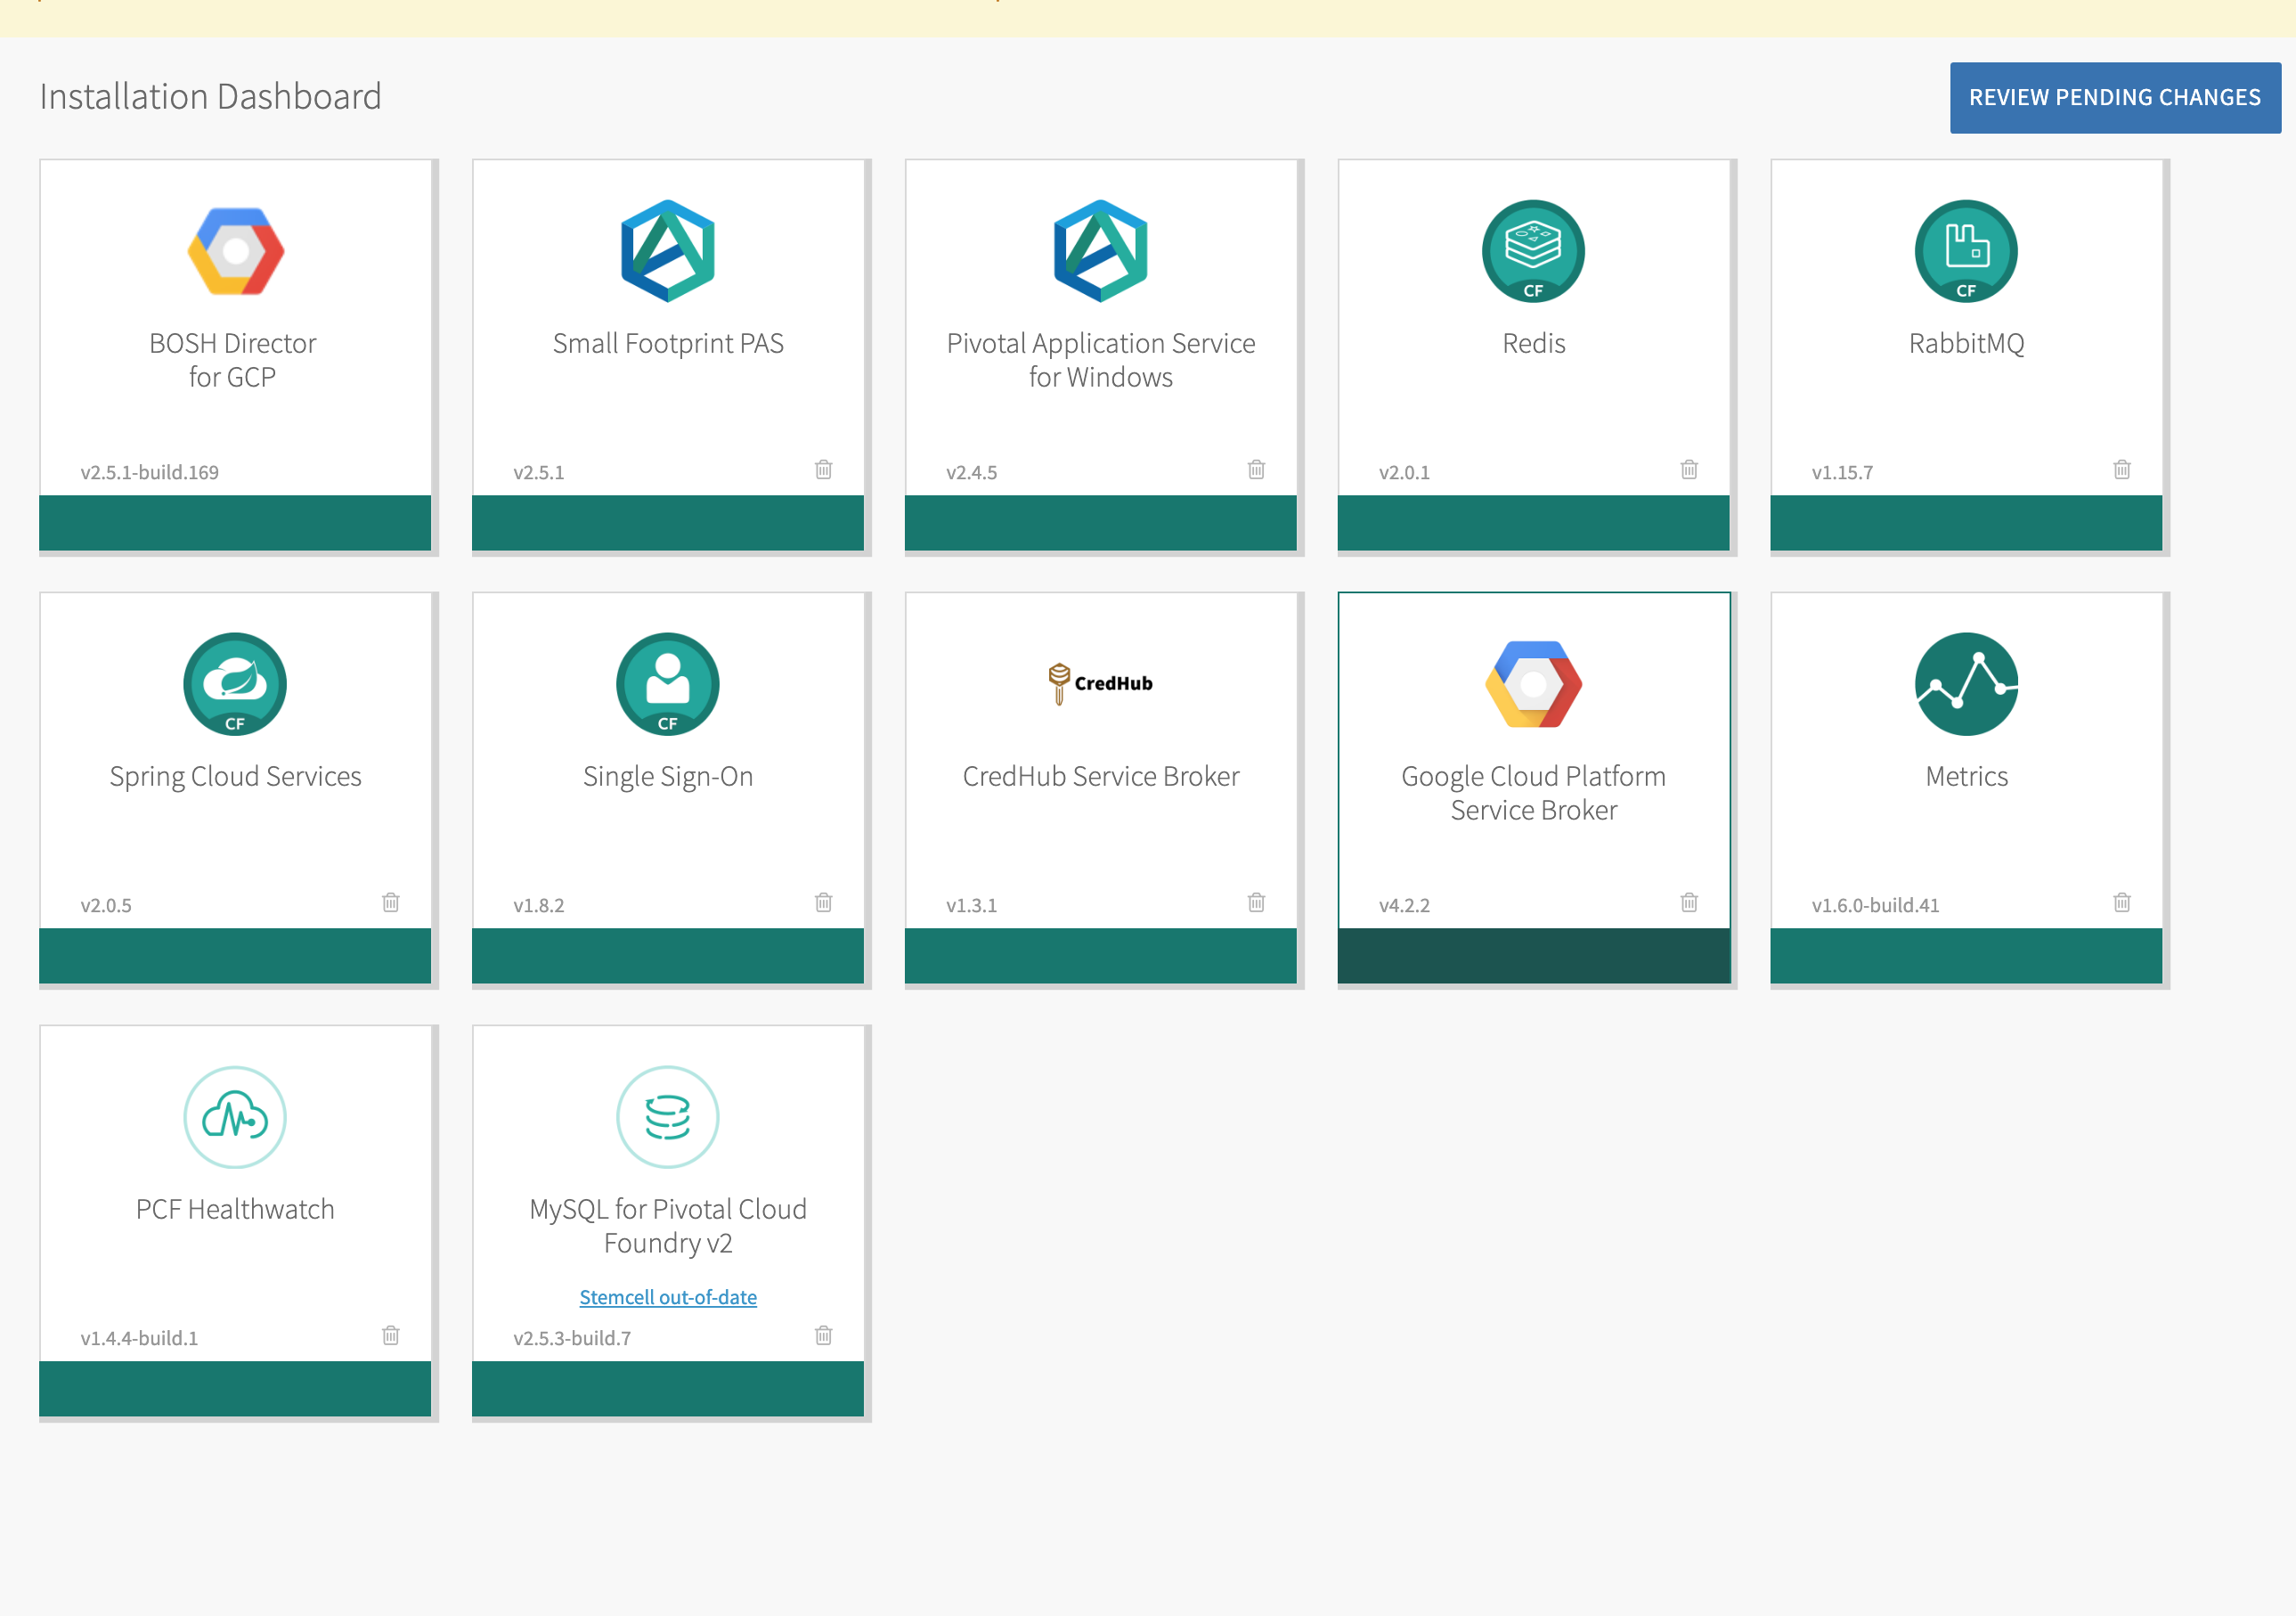 Installation Dashboard
REVIEW PENDING CHANGES
BOSH Director
for GCP
v2.5.1-build.169
Small Footprint PAS
v2.5.1
Pivotal Application Service
for Windows
v2.4.5
CF
Redis
v2.0.1
CF
RabbitMQ
v1.15.7
CF
Spring Cloud Services
v2.0.5
CF
Single Sign-On
v1.8.2
CredHub
CredHub Service Broker
v1.3.1
Google Cloud Platform
Service Broker
v4.2.2
Metrics
v1.6.0-build.41
PCF Healthwatch
v1.4.4-build.1
MySQL for Pivotal Cloud
Foundry v2
Stemcell out-of-date
v2.5.3-build.7